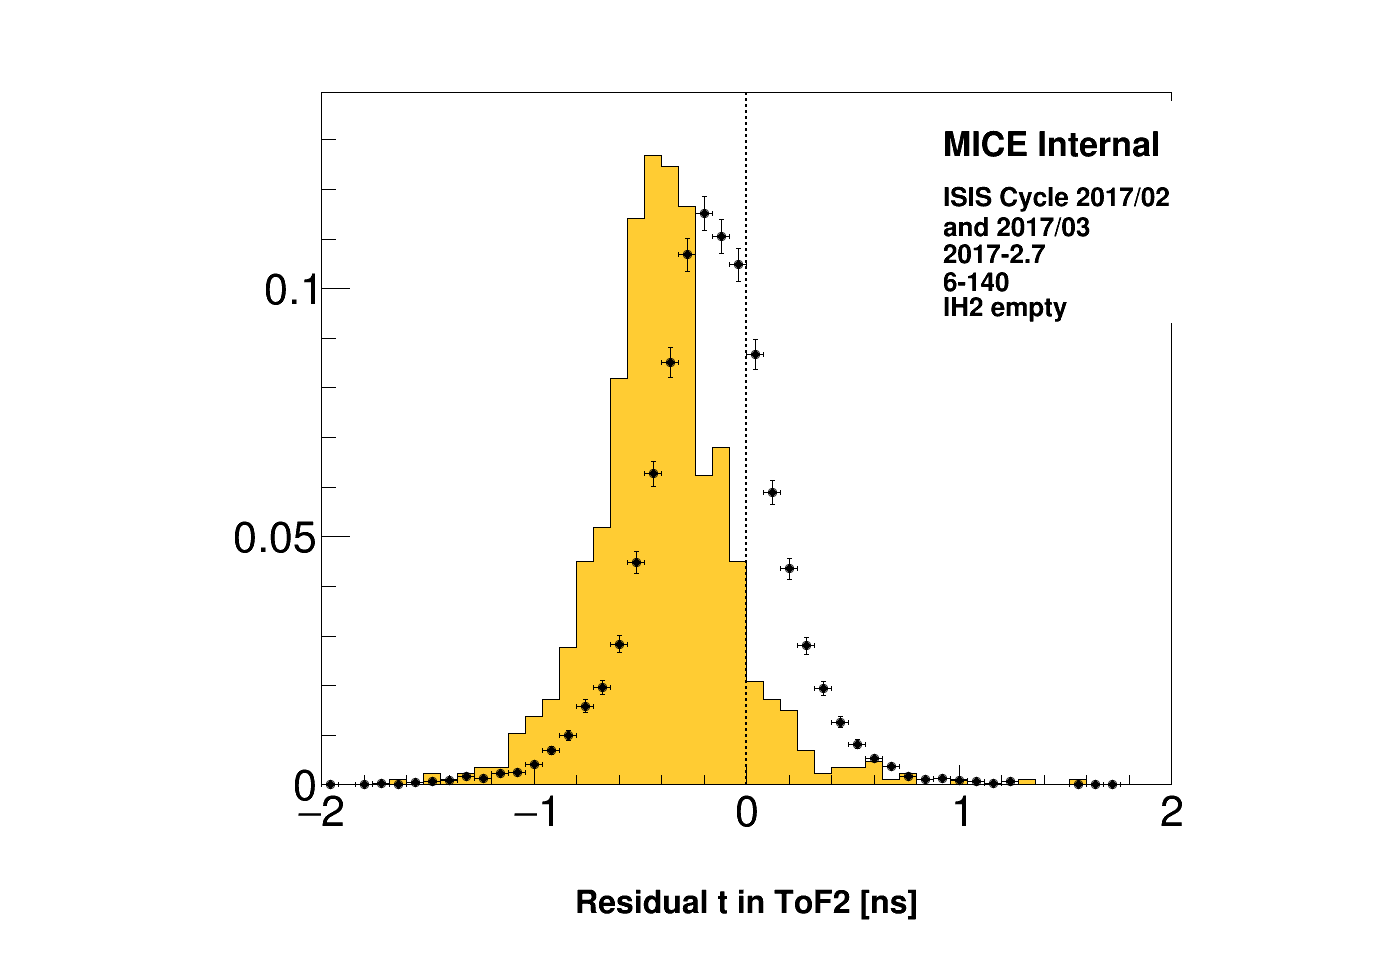 MICE Internal
ISIS Cycle 2017/02
and 2017/03
2017-2.7
6-140
IH2 empty
0.1
0.05
0
−2 −1 0 1 2
Residual t in ToF2 [ns]